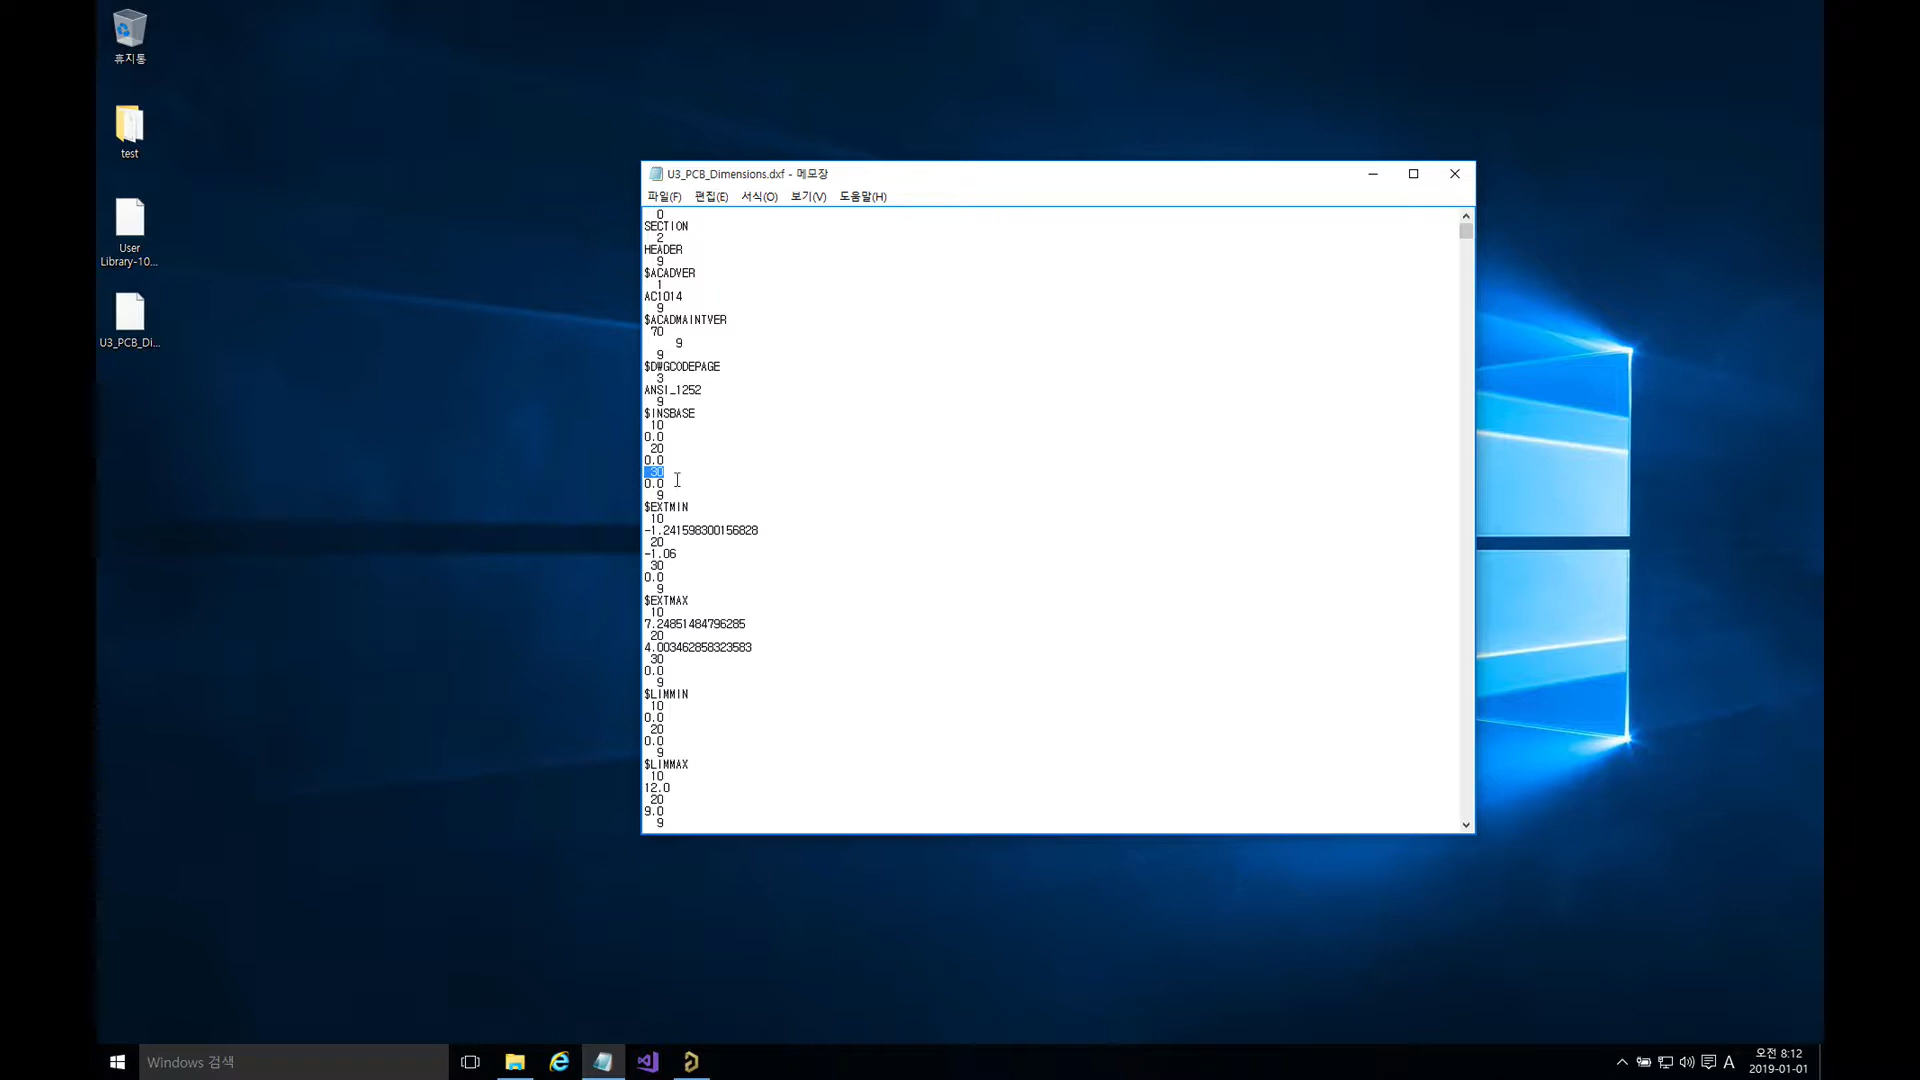 휴지통
test
User
Library-10...
U3_PCB_Di...
U3_PCB_Dimensions.dxf - 메모장
파일(F) 편집(E) 서식(O) 보기(V) 도움말(H)
0
SECTION
2
HEADER
9
$ACADVER
1
AC1014
9
$ACADMAINTVER
70
9
9
$DWGCODEPAGE
3
ANSI_1252
9
$INSBASE
10
0.0
20
0.0
30
0.0
9
$EXTMIN
10
-1.241598300156828
20
-1.06
30
0.0
9
$EXTMAX
10
7.24851484796285
20
4.003462858323583
30
0.0
9
$LIMMIN
10
0.0
20
0.0
9
$LIMMAX
10
12.0
20
9.0
9
Windows 검색
A
오전 8:12
2019-01-01